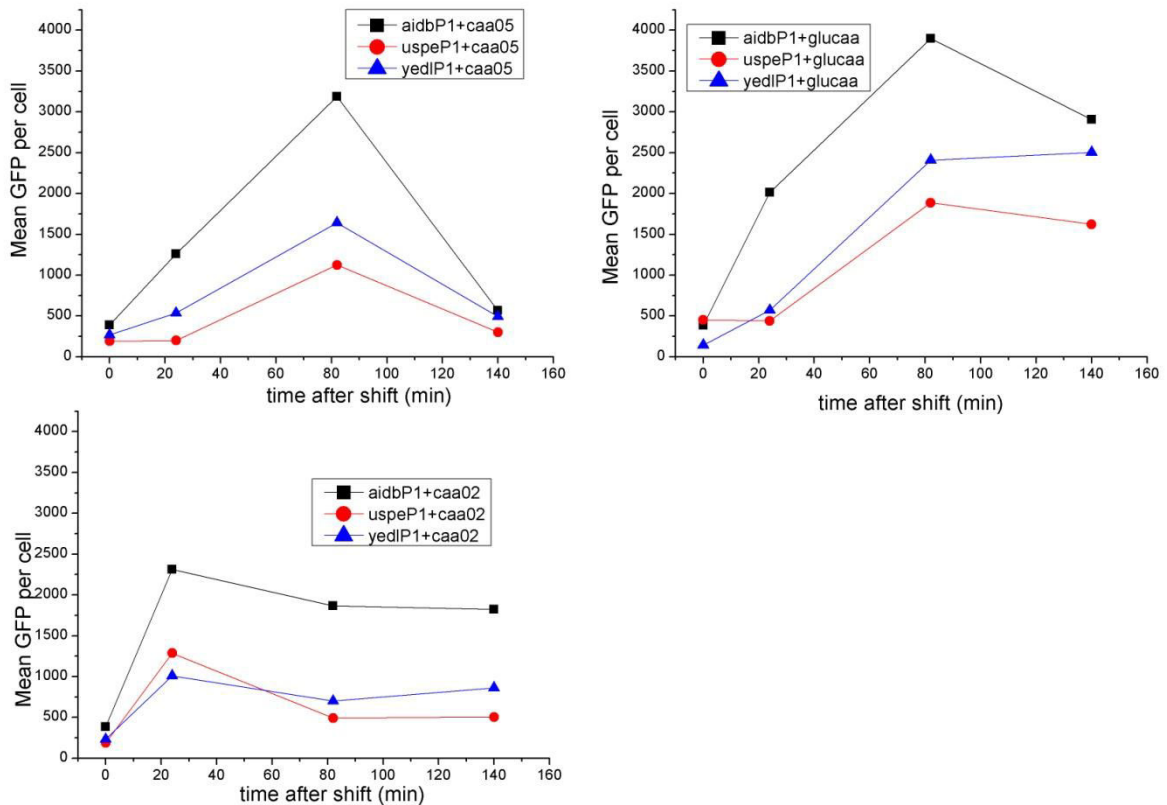 4000
3500
3000
2500
2000
1500
1000
500
0
Mean GFP per cell
aidbP1+caa05
uspeP1+caa05
yedlP1+caa05
0 20 40 60 80 100 120 140 160
time after shift (min)
4000
3500
3000
2500
2000
1500
1000
500
0
Mean GFP per cell
aidbP1+glucaa
uspeP1+glucaa
yedlP1+glucaa
0 20 40 60 80 100 120 140 160
time after shift (min)
4000
3500
3000
2500
2000
1500
1000
500
0
Mean GFP per cell
aidbP1+caa02
uspeP1+caa02
yedlP1+caa02
0 20 40 60 80 100 120 140 160
time after shift (min)